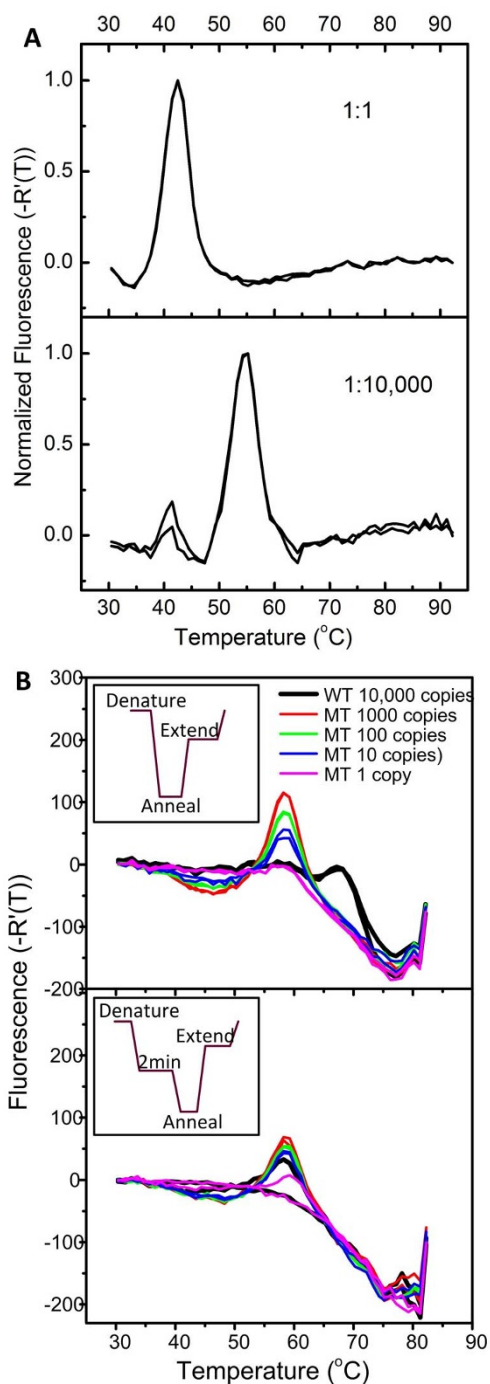 30 40 50 60 70 80 90
A
1:1
1.0
0.5
0.0
Normalized Fluorescence (-R'(T))
1:10,000
1.0
0.5
0.0
30 40 50 60 70 80 90
Temperature (°C)
B
300
200
100
0
-100
-200
Denature
Extend
Anneal
WT 10,000 copies
MT 1000 copies
MT 100 copies
MT 10 copies)
MT 1 copy
Fluorescence (-R'(T))
200
100
0
-100
-200
Denature
2min
Extend
Anneal
30 40 50 60 70 80 90
Temperature (°C)